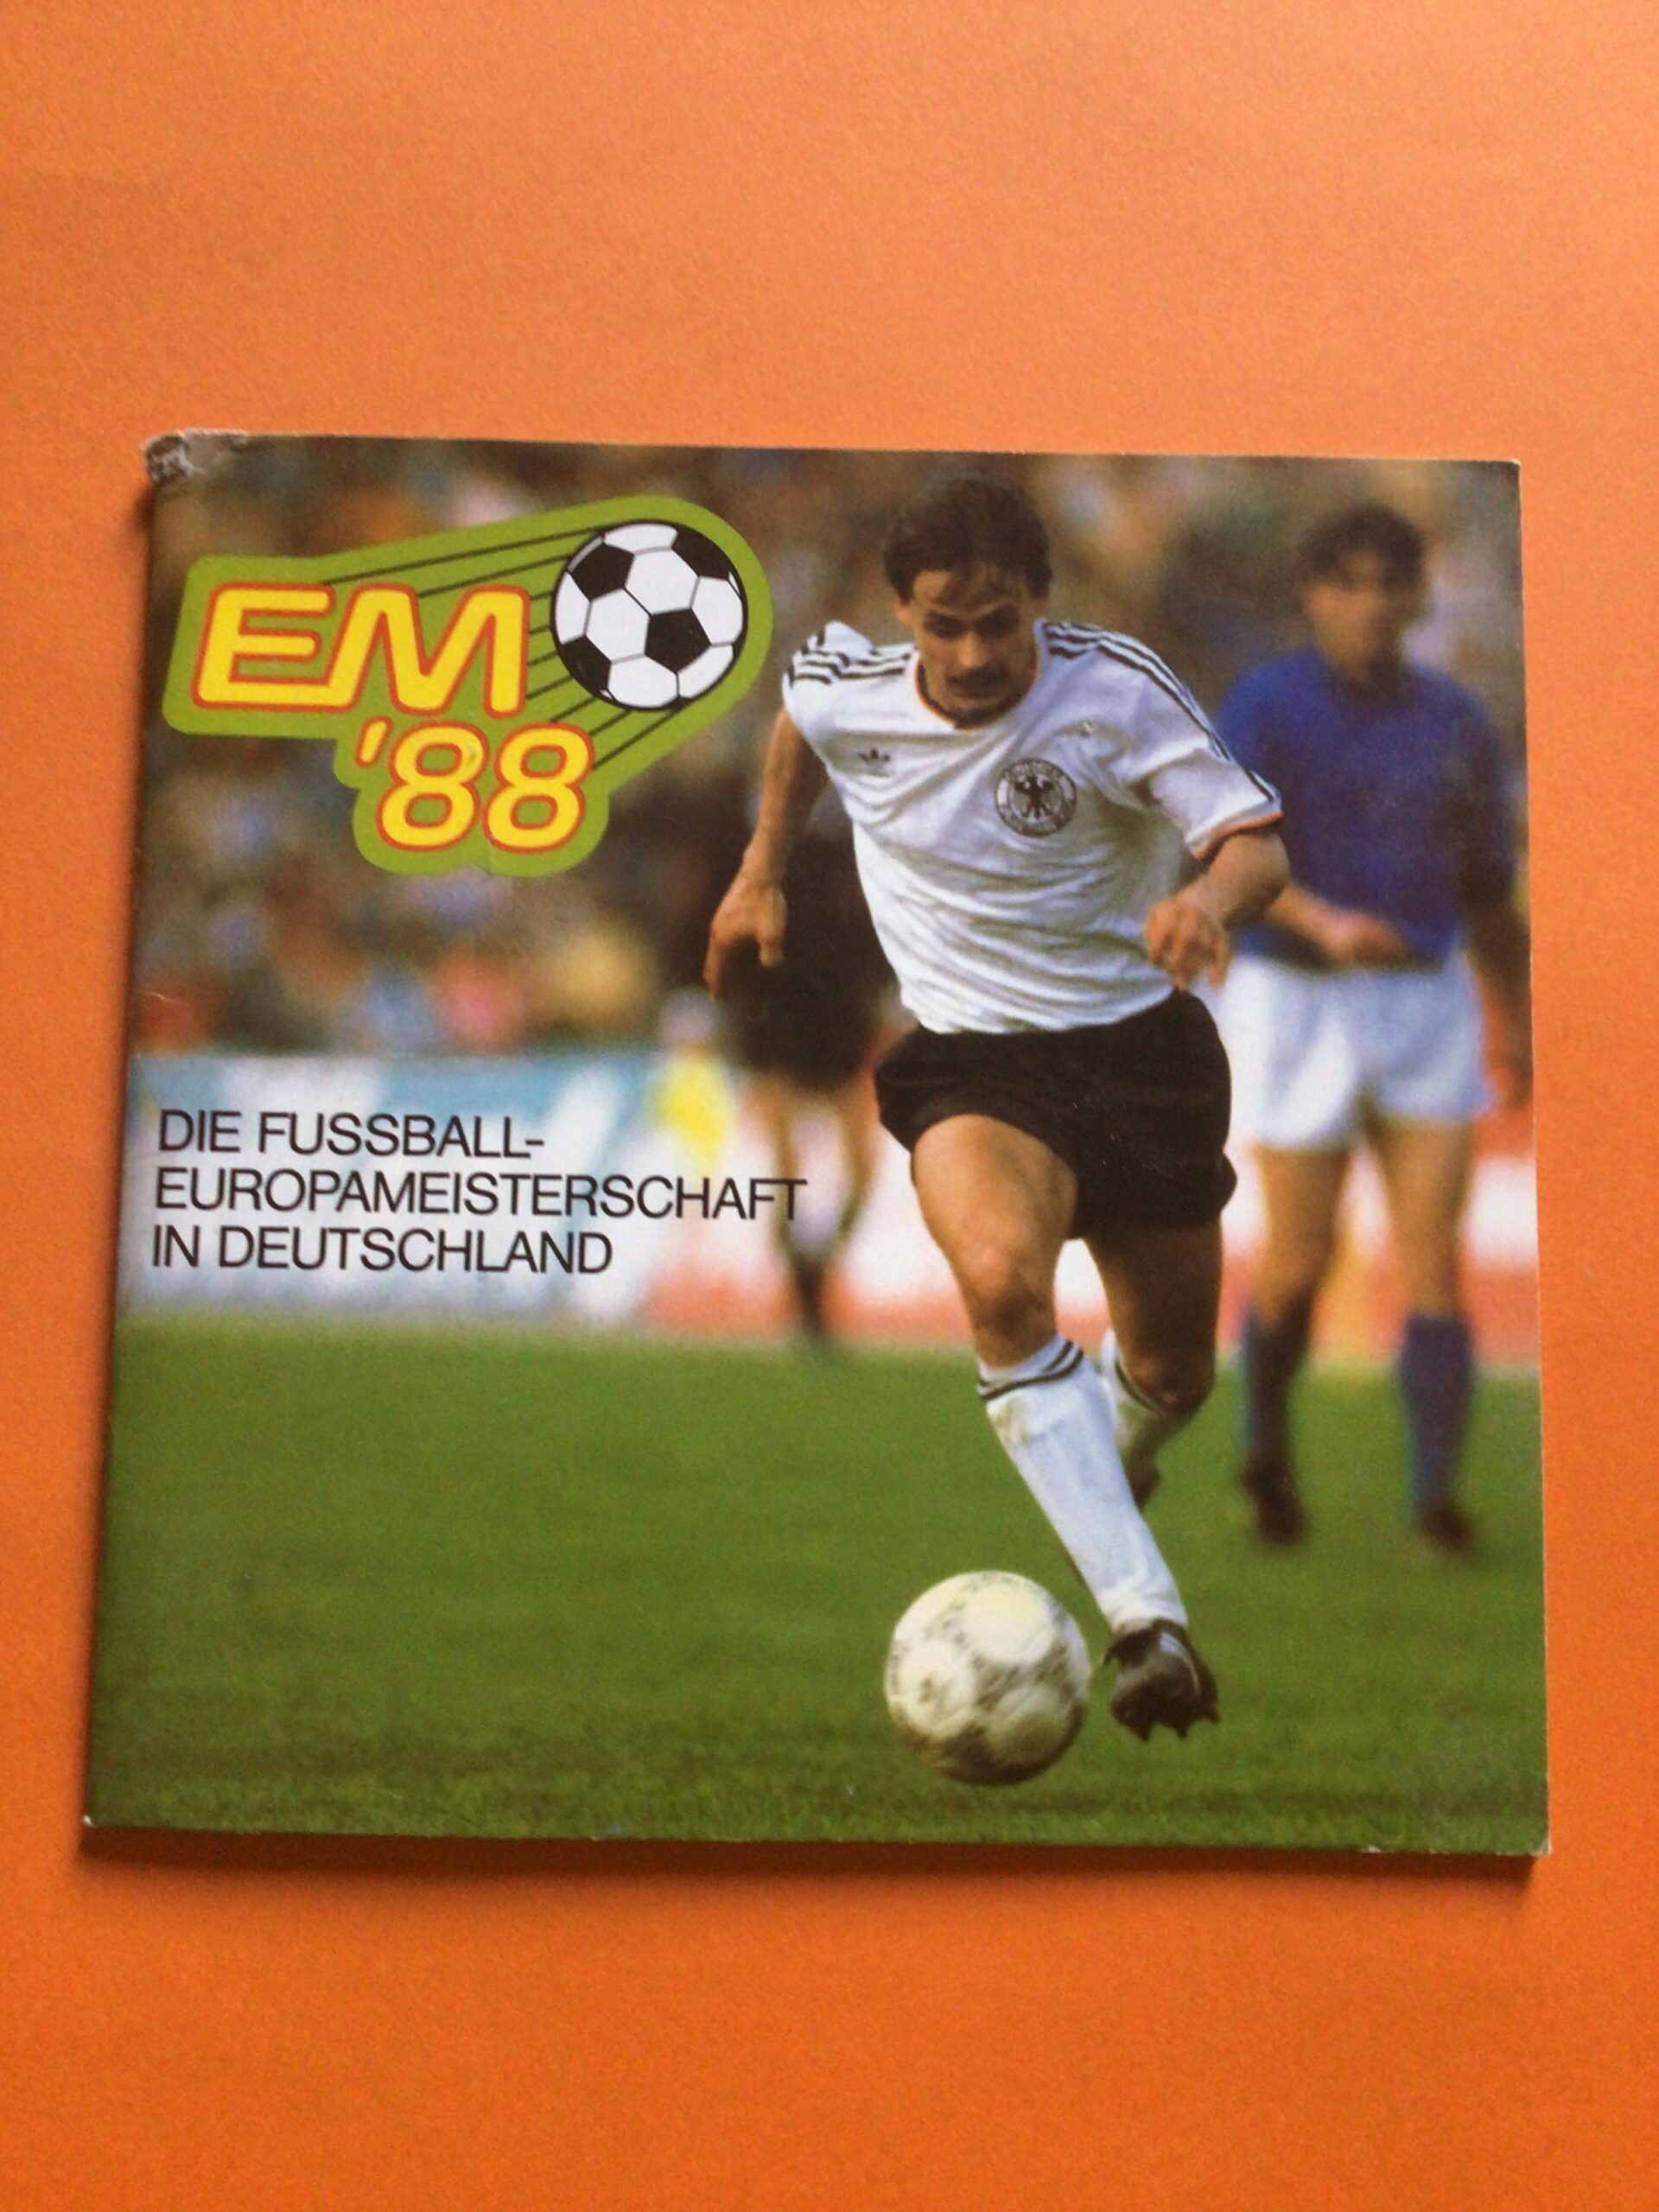 EM
'88
DIE FUSSBALL-
EUROPAMEISTERSCHAFT
IN DEUTSCHLAND